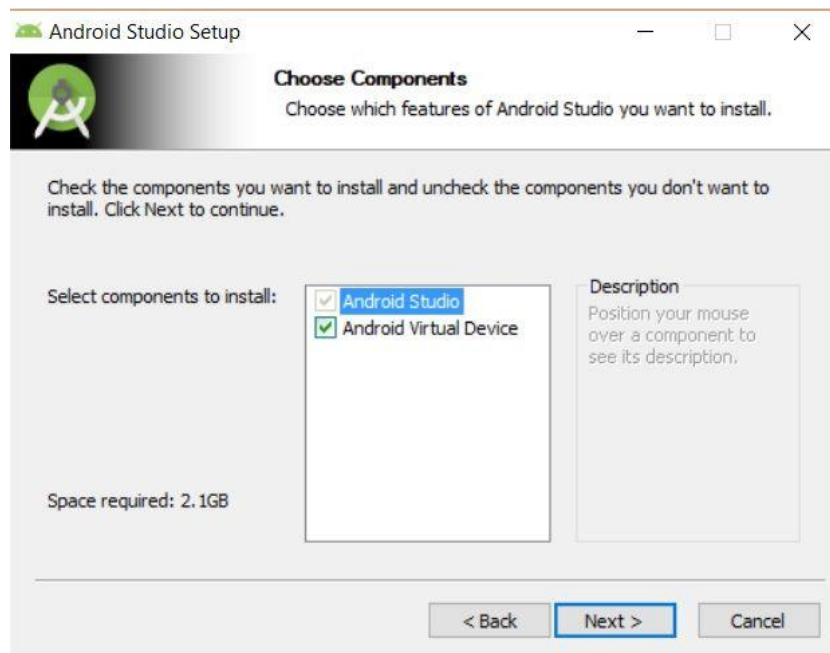 Android Studio Setup
Choose Components
Choose which features of Android Studio you want to install.
Check the components you want to install and uncheck the components you don't want to
install. Click Next to continue.
Select components to install:
Android Studio
Android Virtual Device
Description
Position your mouse
over a component to
see its description.
Space required: 2.1GB
< Back
Next >
Cancel